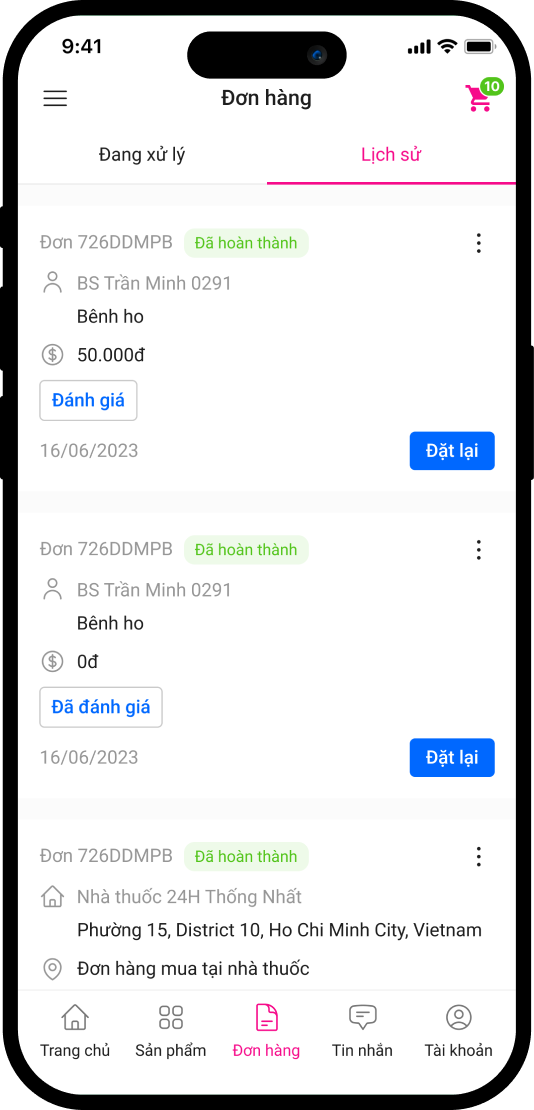 9:41
Đơn hàng
10
Đang xử lý
Lịch sử
Đơn 726DDMPB Đã hoàn thành
BS Trần Minh 0291
Bênh ho
50.000đ
Đánh giá
16/06/2023
Đặt lại
Đơn 726DDMPB Đã hoàn thành
BS Trần Minh 0291
Bênh ho
0đ
Đã đánh giá
16/06/2023
Đặt lại
Đơn 726DDMPB Đã hoàn thành
Nhà thuốc 24H Thống Nhất
Phường 15, District 10, Ho Chi Minh City, Vietnam
Đơn hàng mua tại nhà thuốc
Trang chủ
Sản phẩm
Đơn hàng
Tin nhắn
Tài khoản